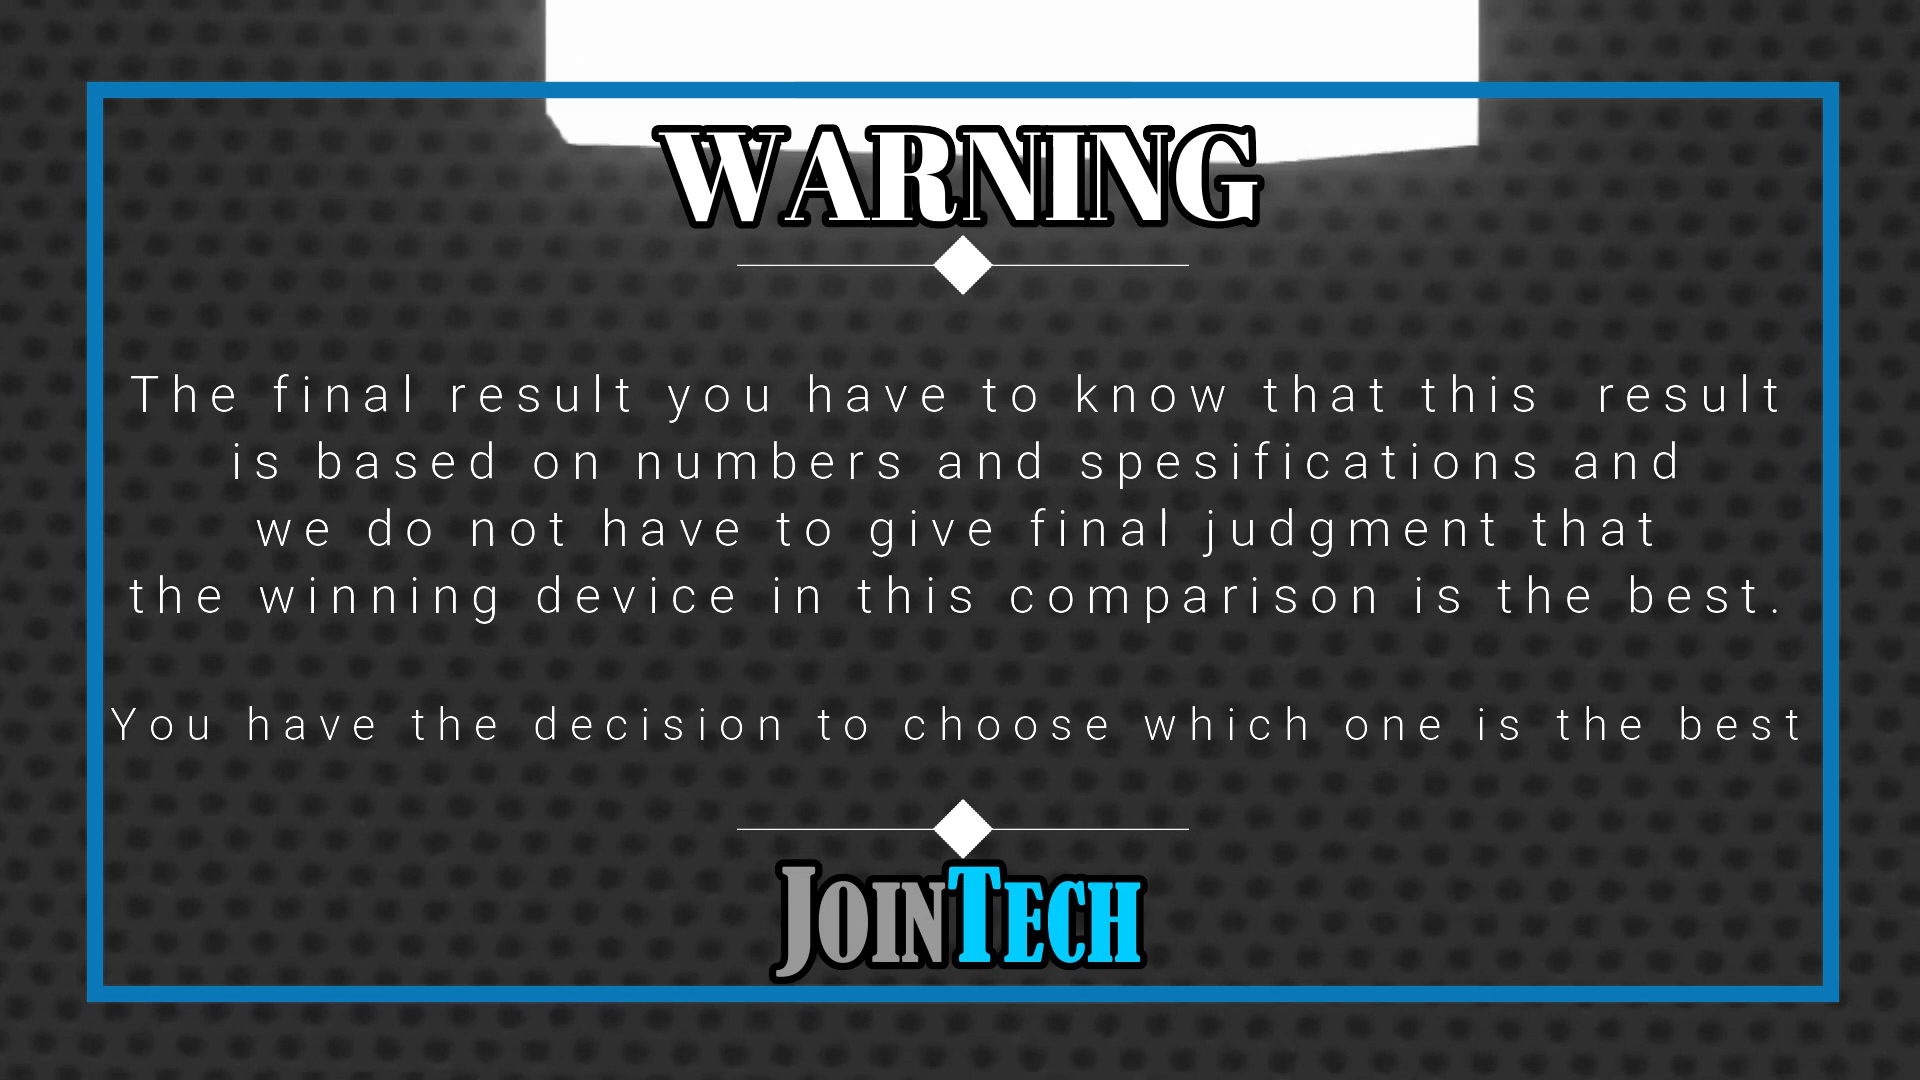 WARNING
The final result you have to know that this result
is based on numbers and spesifications and
we do not have to give final judgment that
the winning device in this comparison is the best.
You have the decision to choose which one is the best
JOINTECH